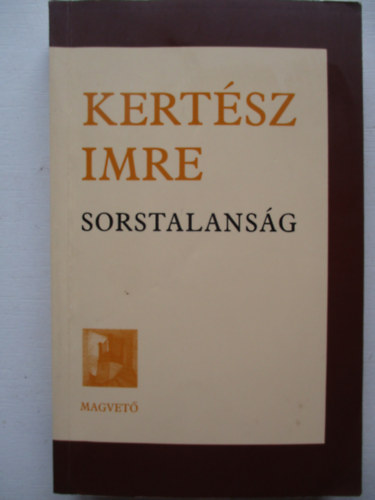 KERTÉSZ
IMRE
SORSTALANSÁG
MAGVETŐ